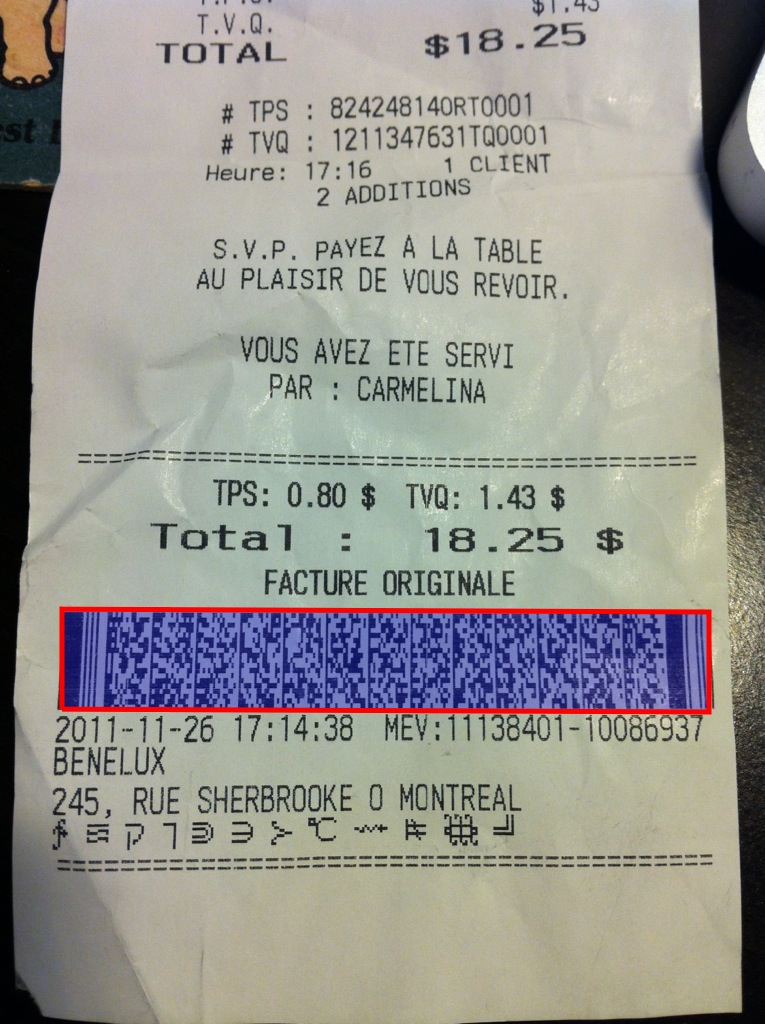 $1.43
T.V.Q.
TOTAL $18.25
# TPS : 824248140RT0001
# TVQ : 1211347631TQ0001
Heure: 17:16 1 CLIENT
2 ADDITIONS
S.V.P. PAYEZ A LA TABLE
AU PLAISIR DE VOUS REVOIR.
VOUS AVEZ ETE SERVI
PAR : CARMELINA
TPS: 0.80 $ TVQ: 1.43 $
Total : 18.25 $
FACTURE ORIGINALE
2011-11-26 17:14:38 MEV:11138401-10086937
BENELUX
245, RUE SHERBROOKE O MONTREAL